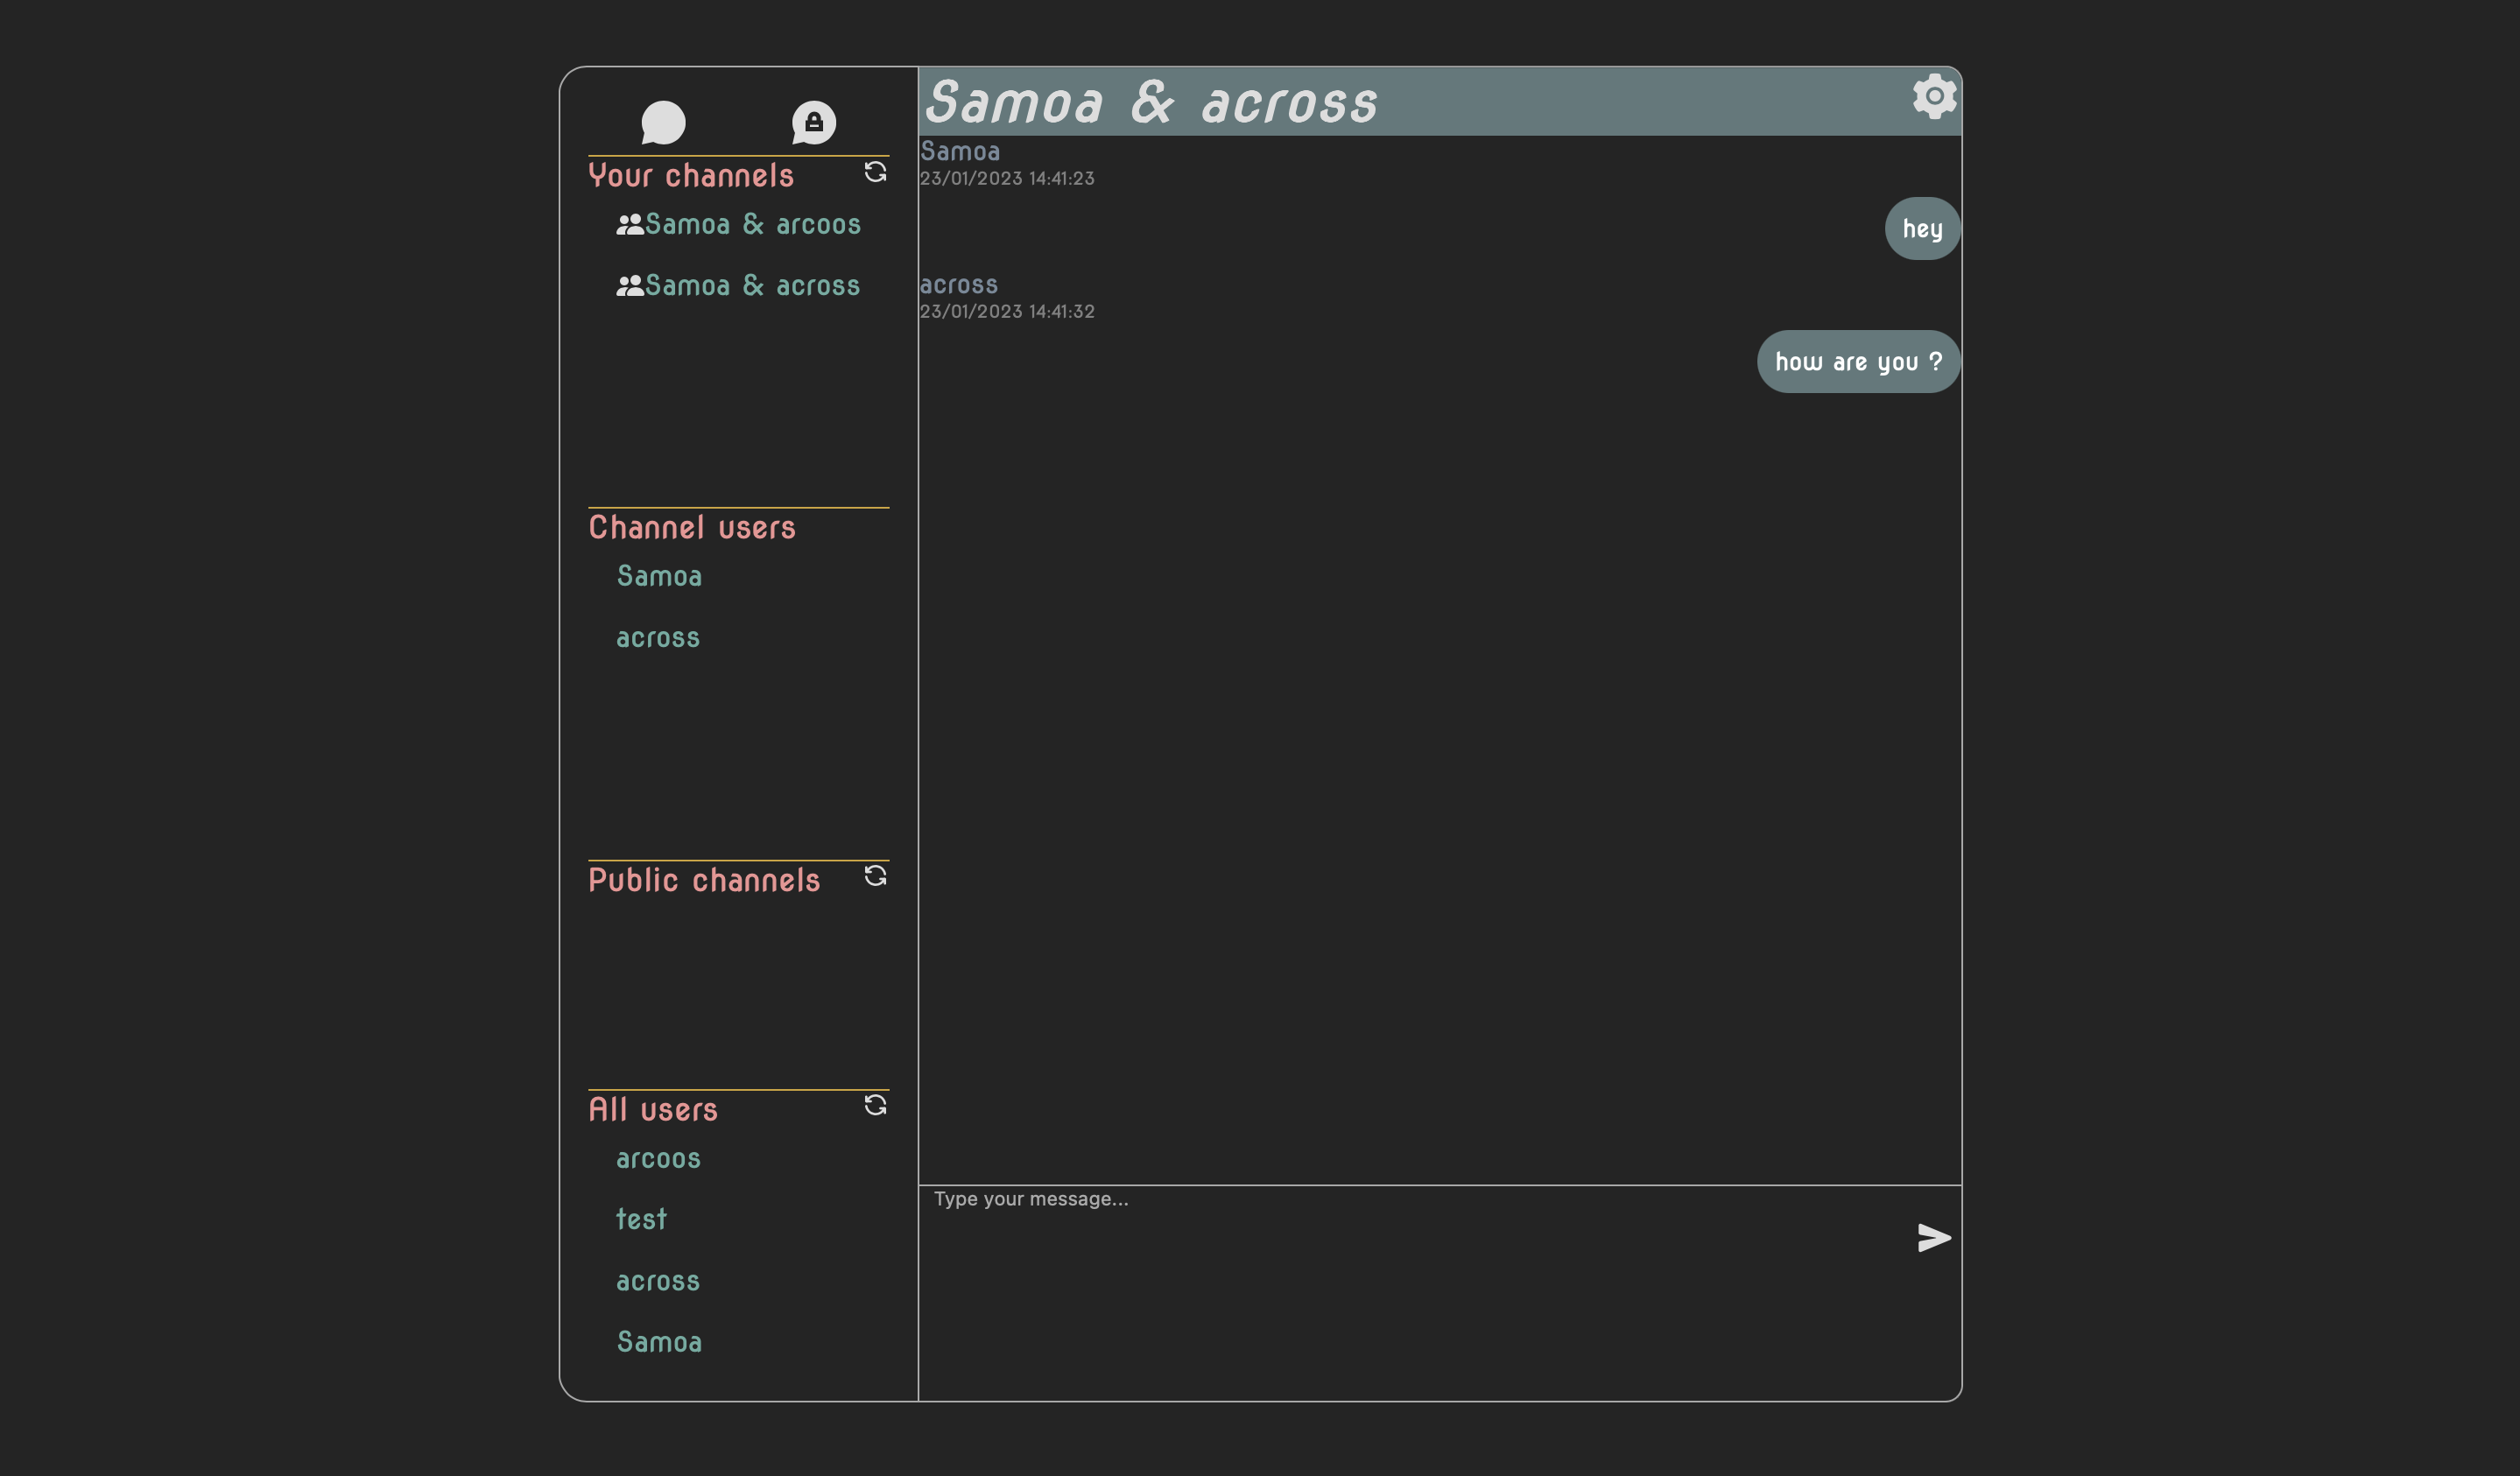 Your channels
Samoa & arcoos
Samoa & across
Channel users
Samoa
across
Public channels
All users
arcoos
test
across
Samoa
Samoa & across
Samoa
23/01/2023 14:41:23
hey
across
23/01/2023 14:41:32
how are you ?
Type your message...